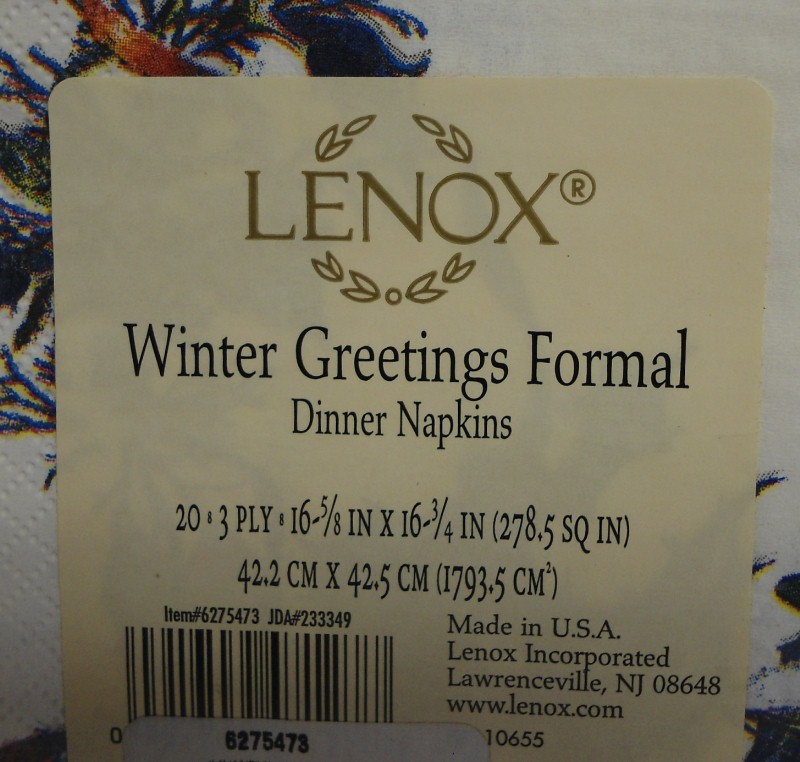 LENOX®
Winter Greetings Formal
Dinner Napkins
20 • 3 PLY • 16-5/8 IN X 16-3/4 IN (278.5 SQ IN)
42.2 CM X 42.5 CM (1793.5 CM²)
Item#6275473 JDA#233349
Made in U.S.A.
Lenox Incorporated
Lawrenceville, NJ 08648
www.lenox.com
0
6275473
10655